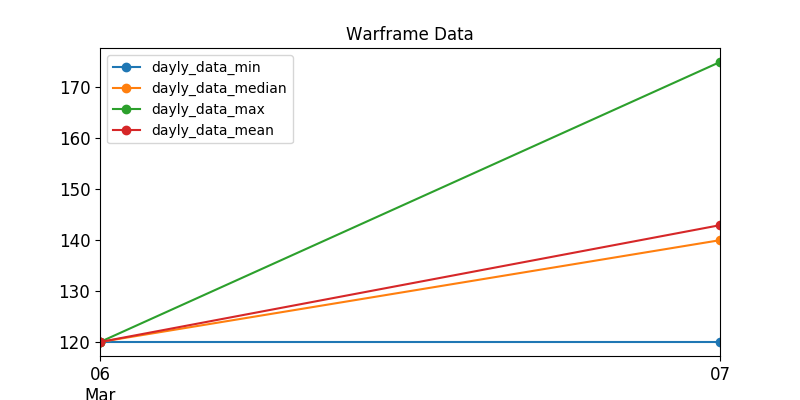 Warframe Data
dayly_data_min
dayly_data_median
dayly_data_max
dayly_data_mean
170
160
150
140
130
120
06
07
Mar